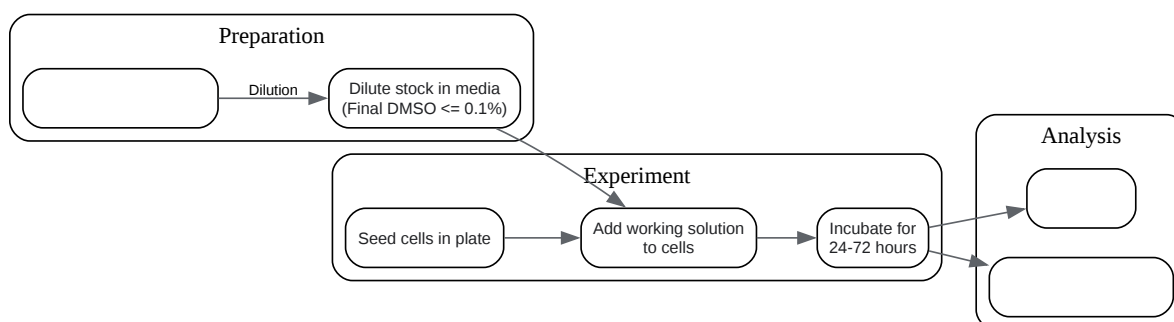 Preparation
Dilution
Dilute stock in media
(Final DMSO <= 0.1%)
Experiment
Seed cells in plate
Add working solution
to cells
Incubate for
24-72 hours
Analysis